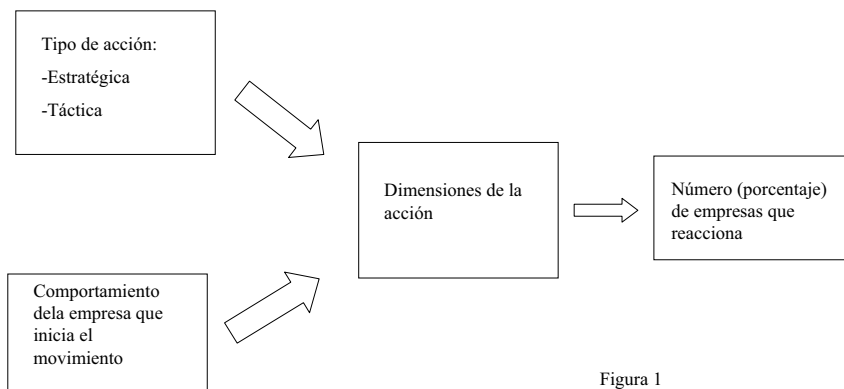 Tipo de acción:
-Estratégica
-Táctica
Dimensiones de la
acción
Número (porcentaje)
de empresas que
reacciona
Comportamiento
dela empresa que
inicia el
movimiento
Figura 1